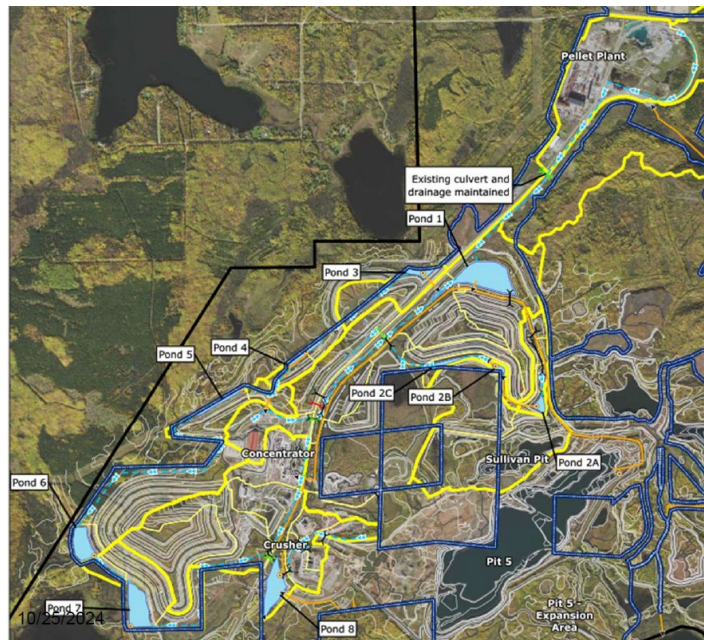 Pellet Plant
Existing culvert and
drainage maintained
Pond 1
Pond 3
Pond 4
Pond 5
Pond 2C
Pond 2B
Concentrator
Sullivan Pit
Pond 2A
Pond 6
Crusher
Pit 5
Pond 7
10/25/2024
Pond 8
Pit 5 -
Expansion
Area